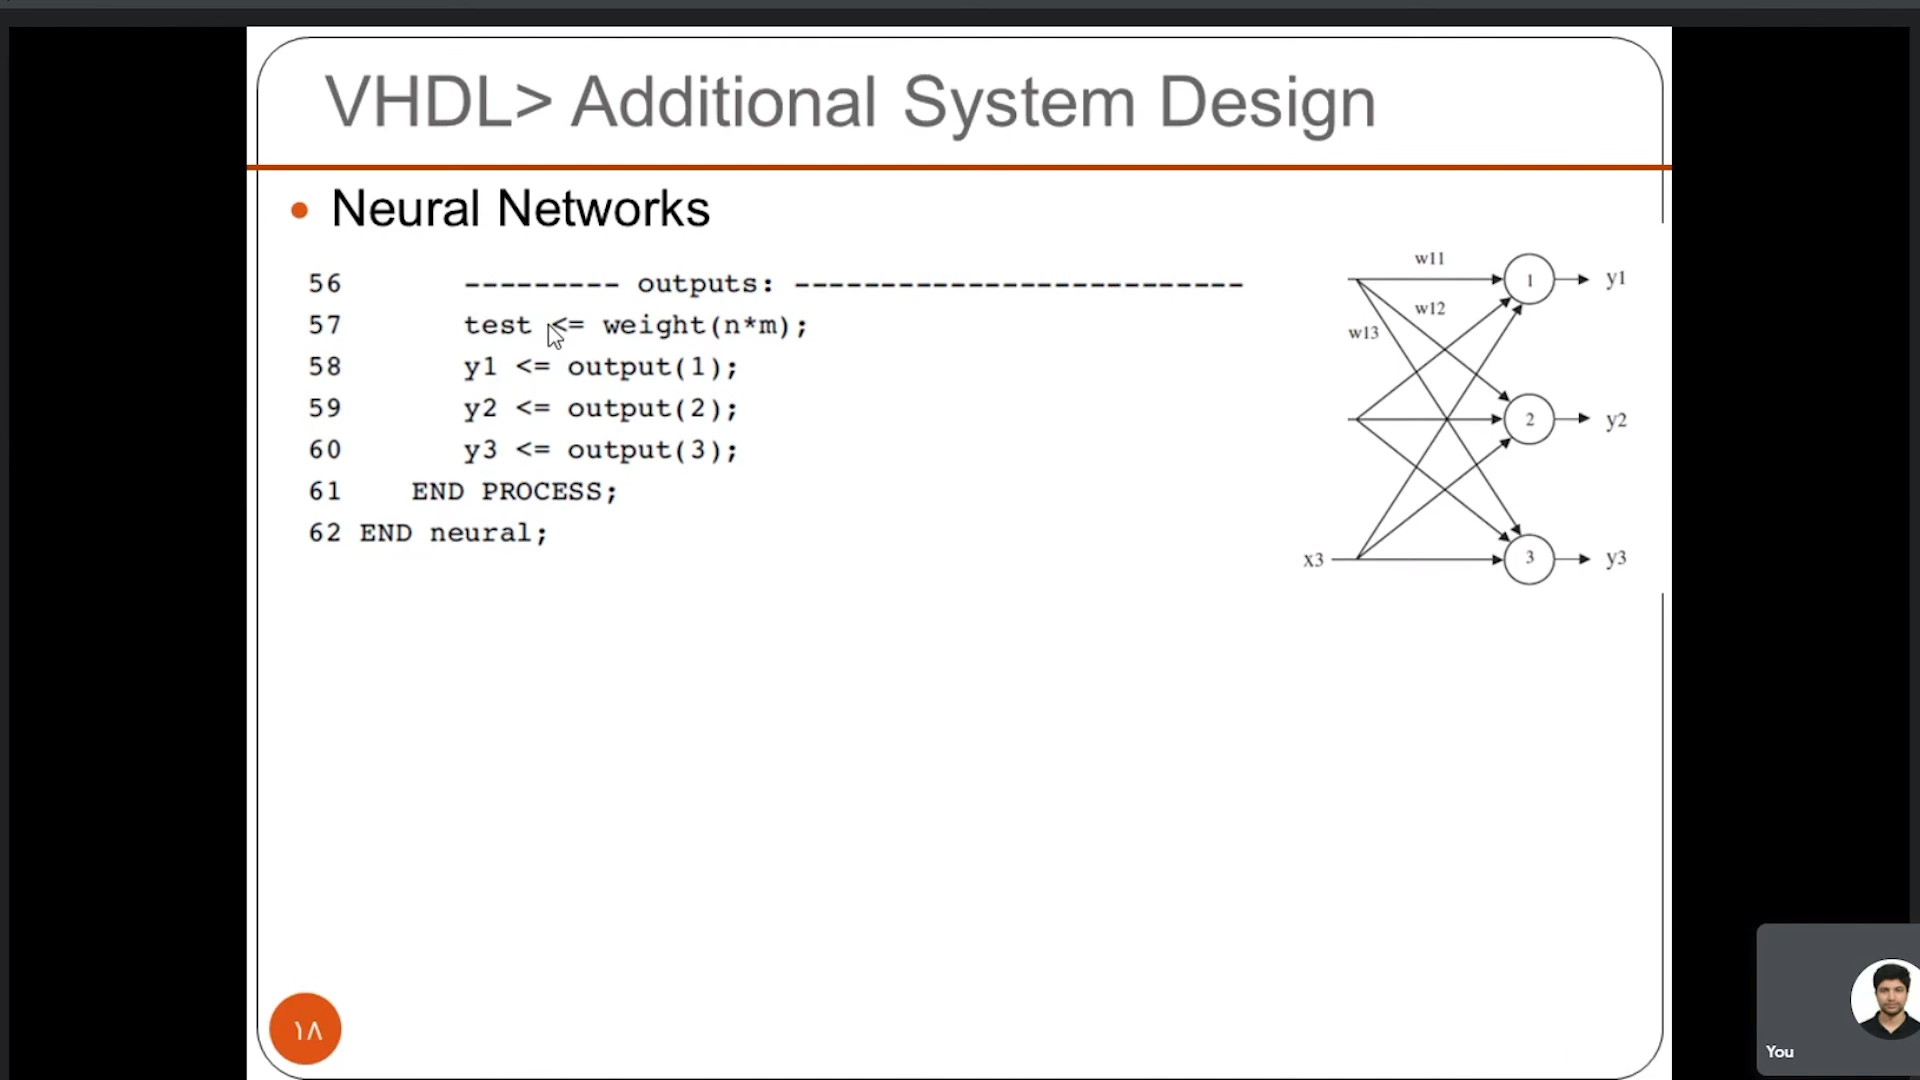 VHDL> Additional System Design
• Neural Networks
56 --------- outputs: --------------------------
57 test <= weight(n*m);
58 y1 <= output(1);
59 y2 <= output(2);
60 y3 <= output(3);
61 END PROCESS;
62 END neural;
w11
1
y1
w12
w13
2
y2
x3
3
y3
١٨
You